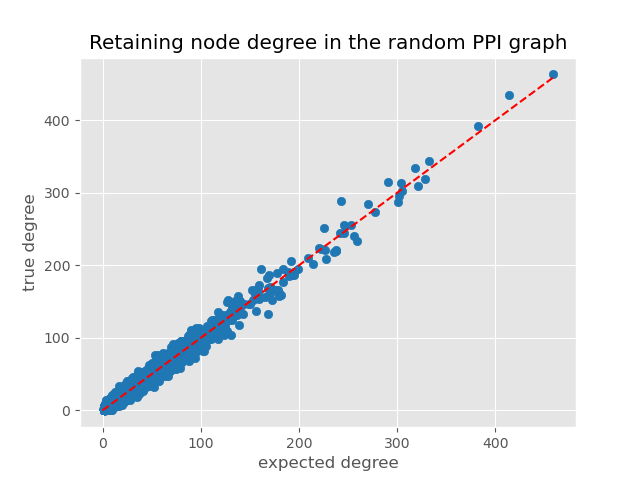 Retaining node degree in the random PPI graph
true degree
400
300
200
100
0
0 100 200 300 400
expected degree